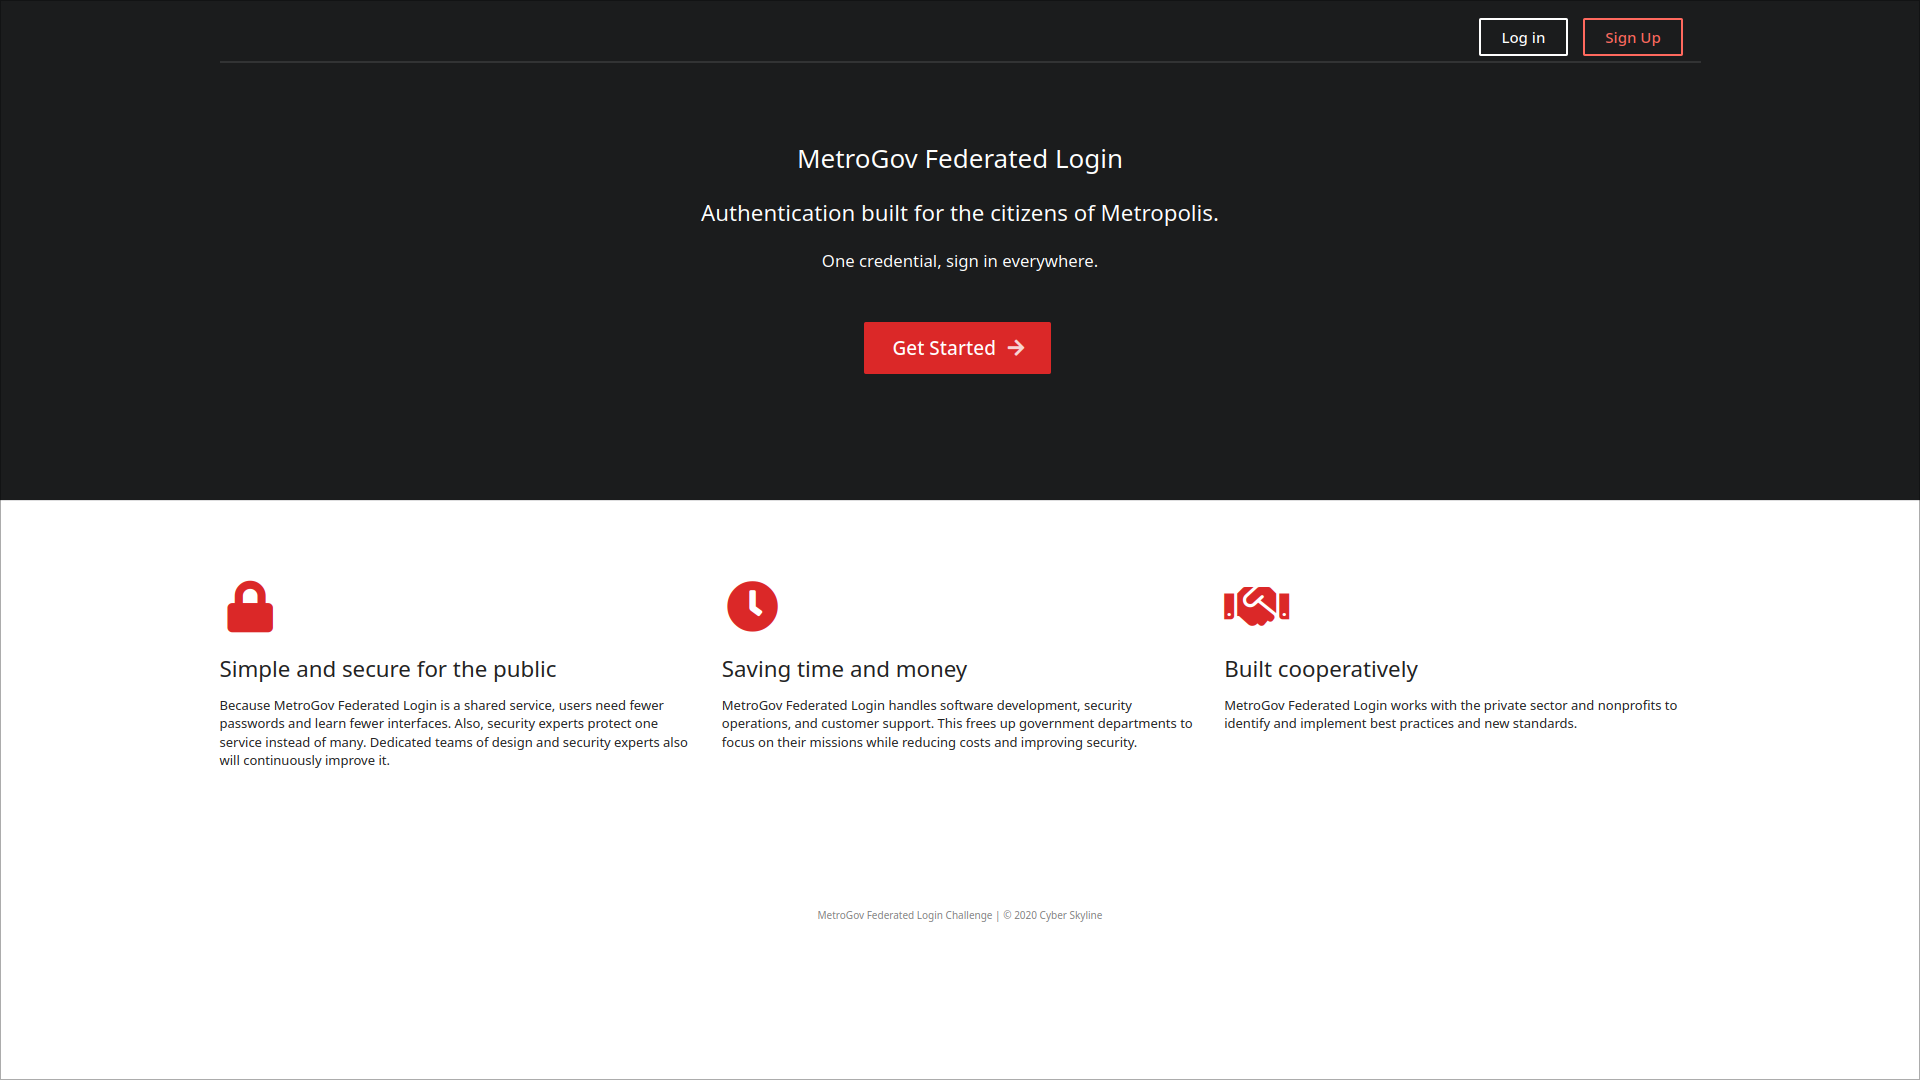 Log in
Sign Up
MetroGov Federated Login
Authentication built for the citizens of Metropolis.
One credential, sign in everywhere.
Get Started
Simple and secure for the public
Because MetroGov Federated Login is a shared service, users need fewer
passwords and learn fewer interfaces. Also, security experts protect one
service instead of many. Dedicated teams of design and security experts also
will continuously improve it.
Saving time and money
MetroGov Federated Login handles software development, security
operations, and customer support. This frees up government departments to
focus on their missions while reducing costs and improving security.
Built cooperatively
MetroGov Federated Login works with the private sector and nonprofits to
identify and implement best practices and new standards.
MetroGov Federated Login Challenge | © 2020 Cyber Skyline